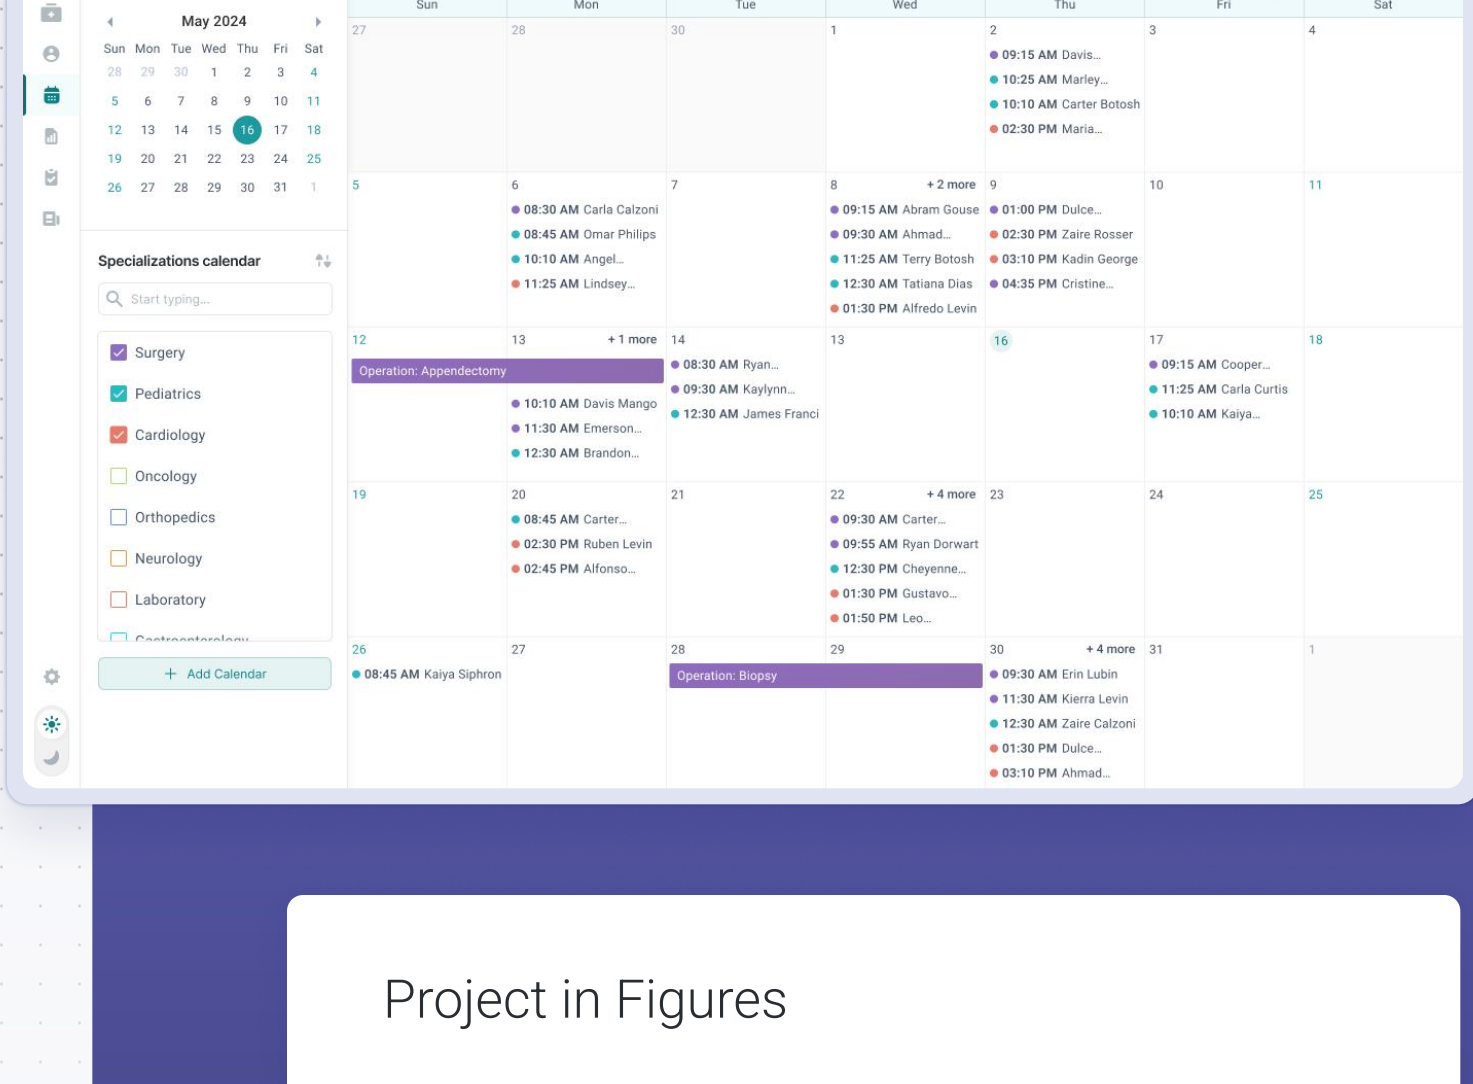 May 2024
Sun Mon Tue Wed Thu Fri Sat
28 29 30 1 2 3 4
5 6 7 8 9 10 11
12 13 14 15 16 17 18
19 20 21 22 23 24 25
26 27 28 29 30 31 1
Specializations calendar
Start typing...
Surgery
Pediatrics
Cardiology
Oncology
Orthopedics
Neurology
Laboratory
Gastroenterology
+ Add Calendar
Sun Mon Tue Wed Thu Fri Sat
27 28 30 1 2 3 4
09:15 AM Davis...
10:25 AM Marley...
10:10 AM Carter Botosh
02:30 PM Maria...
5 6 7 8 + 2 more 9 10 11
08:30 AM Carla Calzoni 09:15 AM Abram Gouse 01:00 PM Dulce...
08:45 AM Omar Philips 09:30 AM Ahmad... 02:30 PM Zaire Rosser
10:10 AM Angel... 11:25 AM Terry Botosh 03:10 PM Kadin George
11:25 AM Lindsey... 12:30 AM Tatiana Dias 04:35 PM Cristine...
01:30 PM Alfredo Levin
12 13 + 1 more 14 13 16 17 18
Operation: Appendectomy 08:30 AM Ryan... 09:15 AM Cooper...
09:30 AM Kaylynn... 11:25 AM Carla Curtis
10:10 AM Davis Mango 12:30 AM James Franci 10:10 AM Kaiya...
11:30 AM Emerson...
12:30 AM Brandon...
19 20 21 22 + 4 more 23 24 25
08:45 AM Carter... 09:30 AM Carter...
02:30 PM Ruben Levin 09:55 AM Ryan Dorwart
02:45 PM Alfonso... 12:30 PM Cheyenne...
01:30 PM Gustavo...
01:50 PM Leo...
26 27 28 29 30 + 4 more 31 1
08:45 AM Kaiya Siphron Operation: Biopsy 09:30 AM Erin Lubin
11:30 AM Kierra Levin
12:30 AM Zaire Calzoni
01:30 PM Dulce...
03:10 PM Ahmad...
Project in Figures